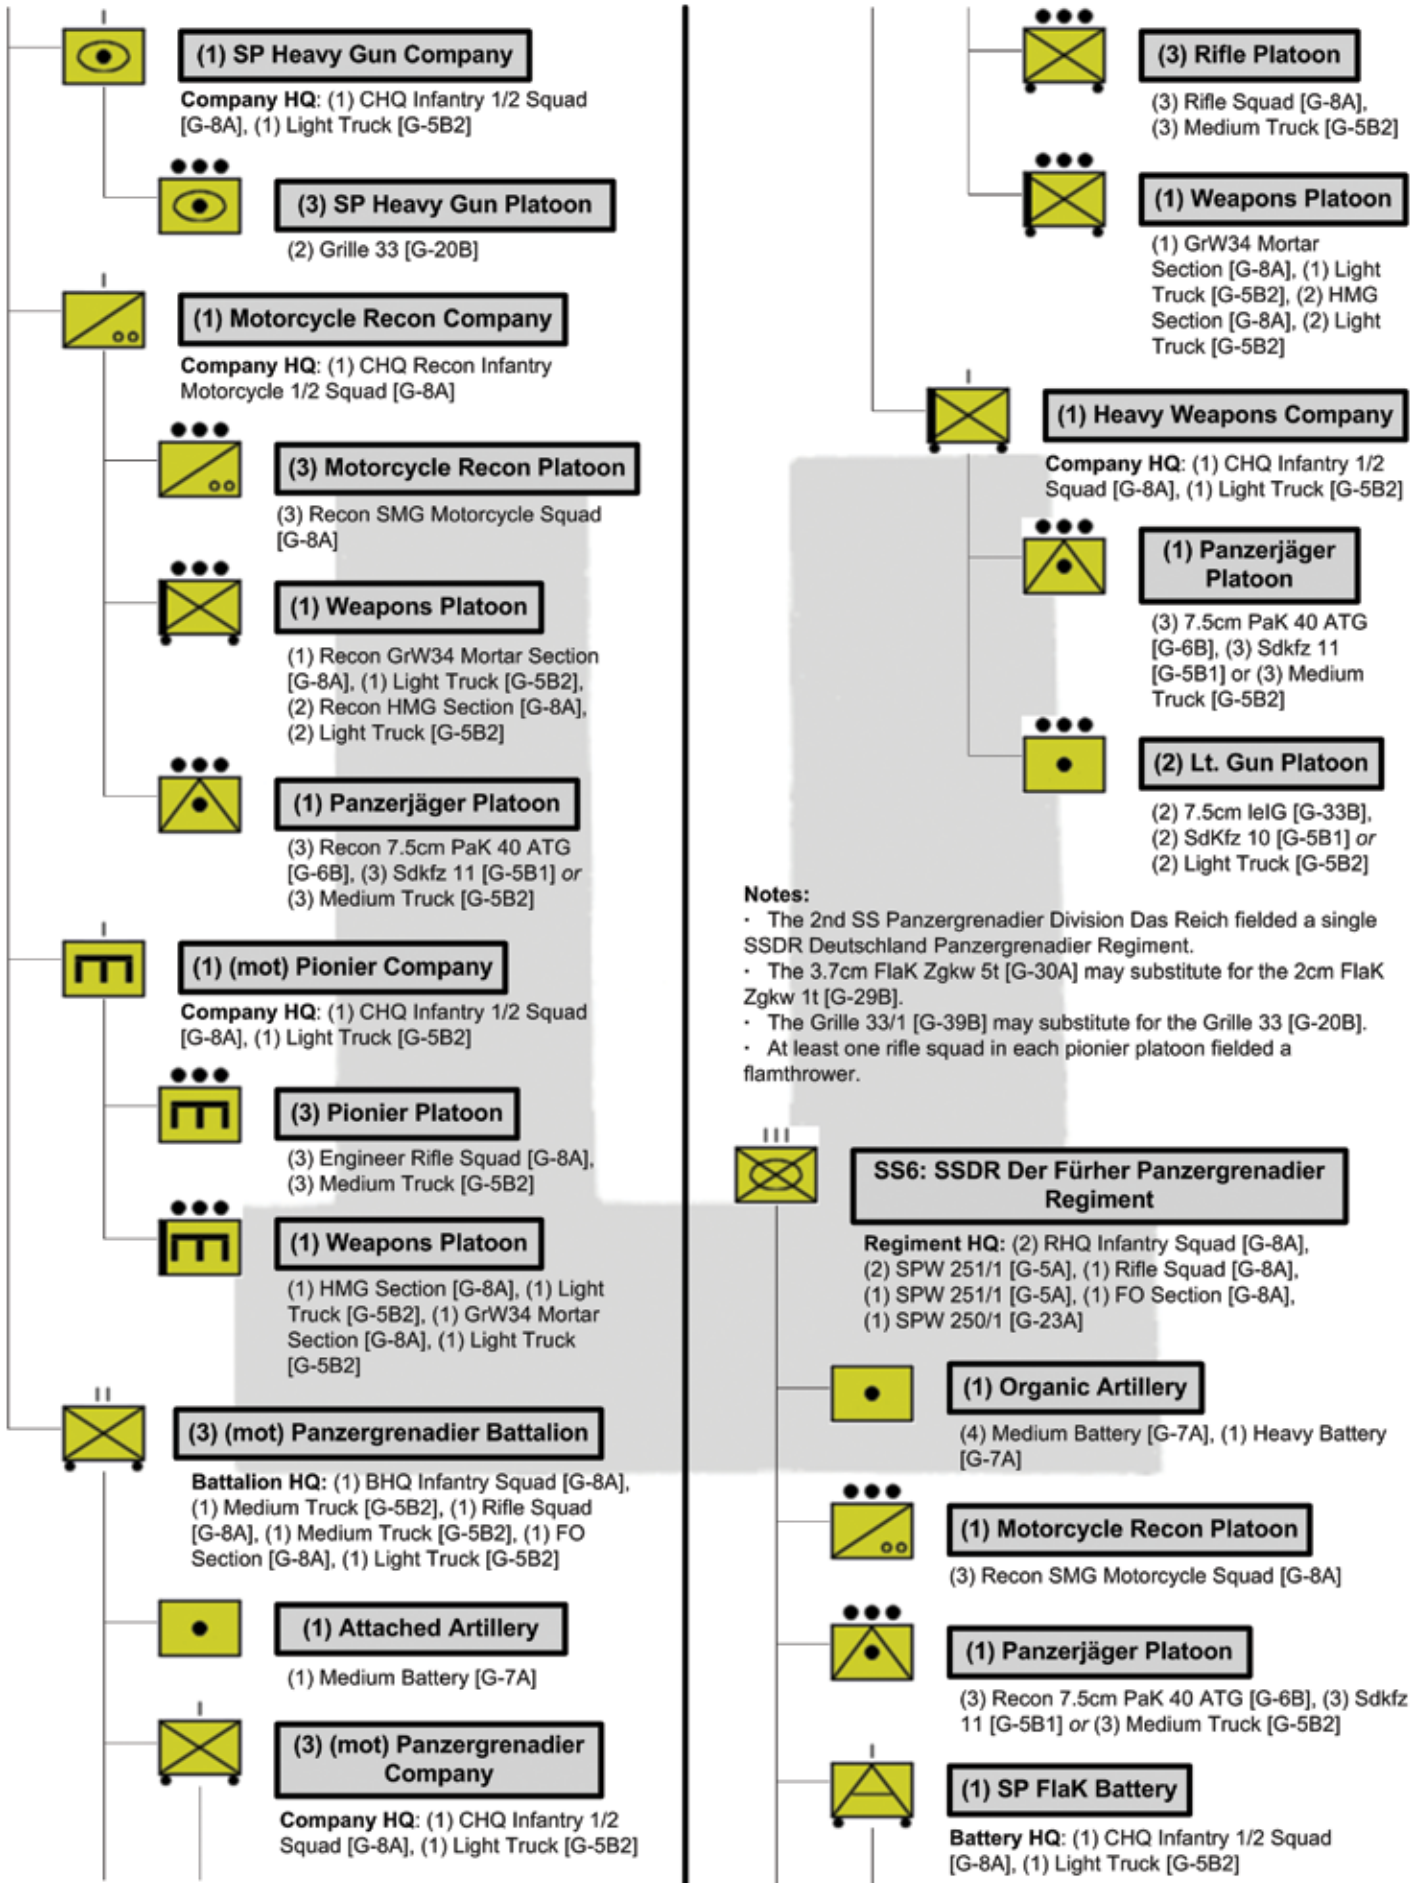 (1) SP Heavy Gun Company
Company HQ: (1) CHQ Infantry 1/2 Squad
[G-8A], (1) Light Truck [G-5B2]
(3) SP Heavy Gun Platoon
(2) Grille 33 [G-20B]
(1) Motorcycle Recon Company
Company HQ: (1) CHQ Recon Infantry
Motorcycle 1/2 Squad [G-8A]
(3) Motorcycle Recon Platoon
(3) Recon SMG Motorcycle Squad
[G-8A]
(1) Weapons Platoon
(1) Recon GrW34 Mortar Section
[G-8A], (1) Light Truck [G-5B2],
(2) Recon HMG Section [G-8A],
(2) Light Truck [G-5B2]
(1) Panzerjäger Platoon
(3) Recon 7.5cm PaK 40 ATG
[G-6B], (3) Sdkfz 11 [G-5B1] or
(3) Medium Truck [G-5B2]
(1) (mot) Pionier Company
Company HQ: (1) CHQ Infantry 1/2 Squad
[G-8A], (1) Light Truck [G-5B2]
(3) Pionier Platoon
(3) Engineer Rifle Squad [G-8A],
(3) Medium Truck [G-5B2]
(1) Weapons Platoon
(1) HMG Section [G-8A], (1) Light
Truck [G-5B2], (1) GrW34 Mortar
Section [G-8A], (1) Light Truck
[G-5B2]
(3) (mot) Panzergrenadier Battalion
Battalion HQ: (1) BHQ Infantry Squad [G-8A],
(1) Medium Truck [G-5B2], (1) Rifle Squad
[G-8A], (1) Medium Truck [G-5B2], (1) FO
Section [G-8A], (1) Light Truck [G-5B2]
(1) Attached Artillery
(1) Medium Battery [G-7A]
(3) (mot) Panzergrenadier
Company
Company HQ: (1) CHQ Infantry 1/2
Squad [G-8A], (1) Light Truck [G-5B2]
(3) Rifle Platoon
(3) Rifle Squad [G-8A],
(3) Medium Truck [G-5B2]
(1) Weapons Platoon
(1) GrW34 Mortar
Section [G-8A], (1) Light
Truck [G-5B2], (2) HMG
Section [G-8A], (2) Light
Truck [G-5B2]
(1) Heavy Weapons Company
Company HQ: (1) CHQ Infantry 1/2
Squad [G-8A], (1) Light Truck [G-5B2]
(1) Panzerjäger
Platoon
(3) 7.5cm PaK 40 ATG
[G-6B], (3) Sdkfz 11
[G-5B1] or (3) Medium
Truck [G-5B2]
(2) Lt. Gun Platoon
(2) 7.5cm leIG [G-33B],
(2) SdKfz 10 [G-5B1] or
(2) Light Truck [G-5B2]
Notes:
· The 2nd SS Panzergrenadier Division Das Reich fielded a single
SSDR Deutschland Panzergrenadier Regiment.
· The 3.7cm FlaK Zgkw 5t [G-30A] may substitute for the 2cm FlaK
Zgkw 1t [G-29B].
· The Grille 33/1 [G-39B] may substitute for the Grille 33 [G-20B].
· At least one rifle squad in each pionier platoon fielded a
flamthrower.
SS6: SSDR Der Fürher Panzergrenadier
Regiment
Regiment HQ: (2) RHQ Infantry Squad [G-8A],
(2) SPW 251/1 [G-5A], (1) Rifle Squad [G-8A],
(1) SPW 251/1 [G-5A], (1) FO Section [G-8A],
(1) SPW 250/1 [G-23A]
(1) Organic Artillery
(4) Medium Battery [G-7A], (1) Heavy Battery
[G-7A]
(1) Motorcycle Recon Platoon
(3) Recon SMG Motorcycle Squad [G-8A]
(1) Panzerjäger Platoon
(3) Recon 7.5cm PaK 40 ATG [G-6B], (3) Sdkfz
11 [G-5B1] or (3) Medium Truck [G-5B2]
(1) SP FlaK Battery
Battery HQ: (1) CHQ Infantry 1/2 Squad
[G-8A], (1) Light Truck [G-5B2]